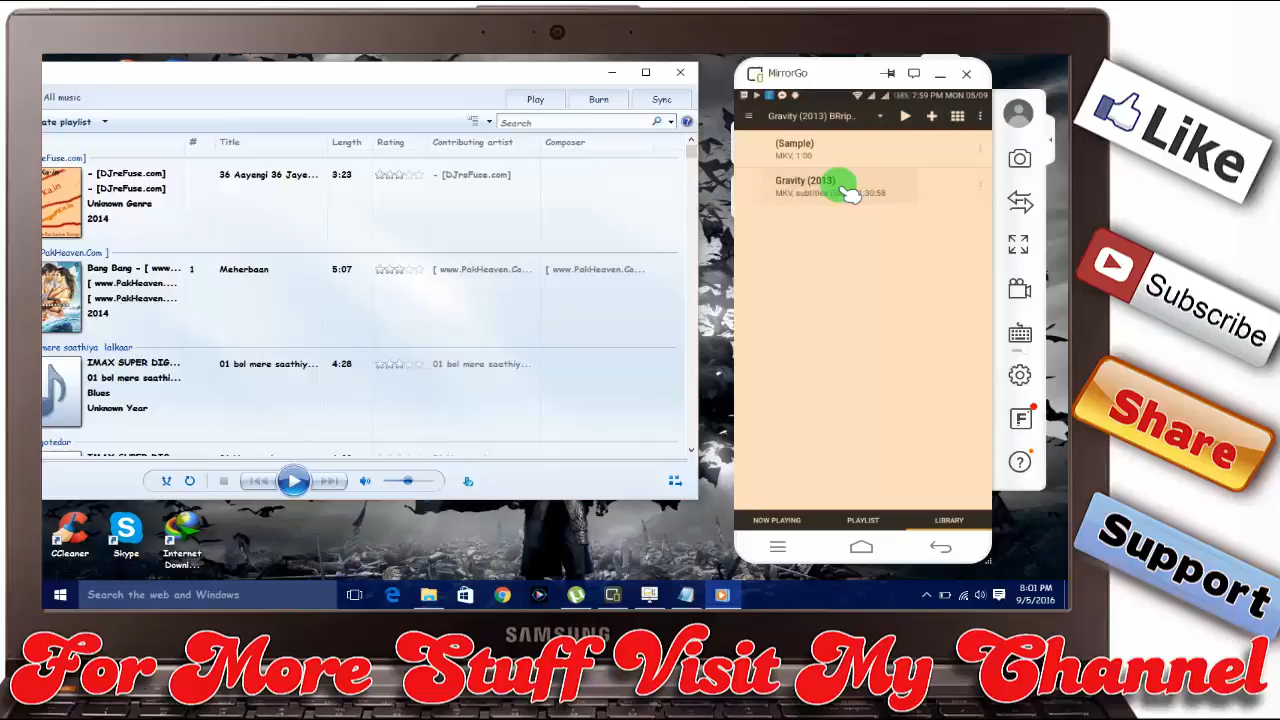 All music
Play
Burn
Sync
ate playlist
Search
#
Title
Length
Rating
Contributing artist
Composer
eFuse.com]
- [DJreFuse.com]
- [DJreFuse.com]
Unknown Genre
2014
36 Aayengi 36 Jaye...
3:23
- [DJreFuse.com]
PakHeaven.Com ]
Bang Bang - [ www...
[ www.PakHeaven....
[ www.PakHeaven....
2014
1
Meherbaan
5:07
[ www.PakHeaven.Co...
[ www.PakHeaven.Co...
mere saathiya lalkaar
IMAX SUPER DIG...
01 bol mere saathi...
Blues
Unknown Year
01 bol mere saathiy...
4:28
01 bol mere saathiy...
gotedar
MirrorGo
7:59 PM MON 05/09
Gravity (2013) BRrip..
(Sample)
MKV, 1:00
Gravity (2013)
MKV, subtitles
:30:58
NOW PLAYING
PLAYLIST
LIBRARY
CCleaner
Skype
Internet
Downl...
Search the web and Windows
8:01 PM
9/5/2016
SAMSUNG
Like
Subscribe
Share
Support
For More Stuff Visit My Channel